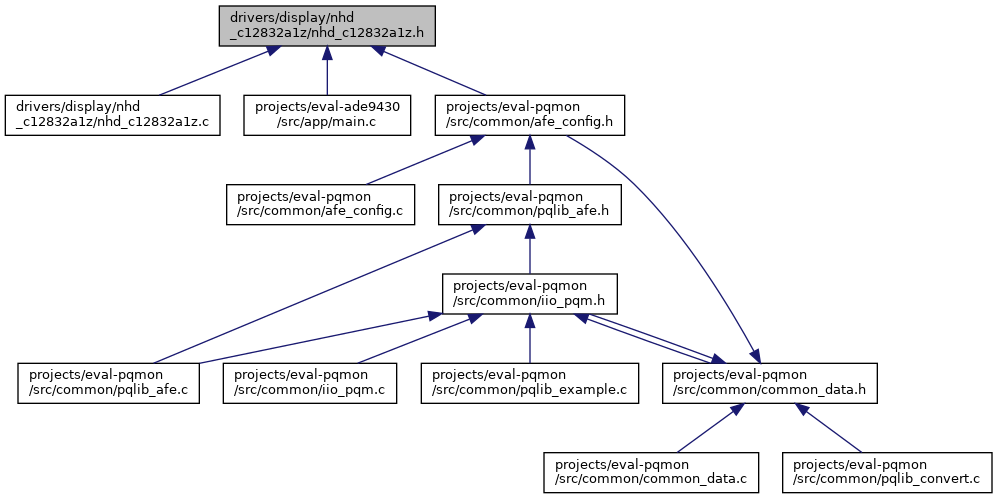 drivers/display/nhd
_c12832a1z/nhd_c12832a1z.h
drivers/display/nhd
_c12832a1z/nhd_c12832a1z.c
projects/eval-ade9430
/src/app/main.c
projects/eval-pqmon
/src/common/afe_config.h
projects/eval-pqmon
/src/common/afe_config.c
projects/eval-pqmon
/src/common/pqlib_afe.h
projects/eval-pqmon
/src/common/iio_pqm.h
projects/eval-pqmon
/src/common/pqlib_afe.c
projects/eval-pqmon
/src/common/iio_pqm.c
projects/eval-pqmon
/src/common/pqlib_example.c
projects/eval-pqmon
/src/common/common_data.h
projects/eval-pqmon
/src/common/common_data.c
projects/eval-pqmon
/src/common/pqlib_convert.c